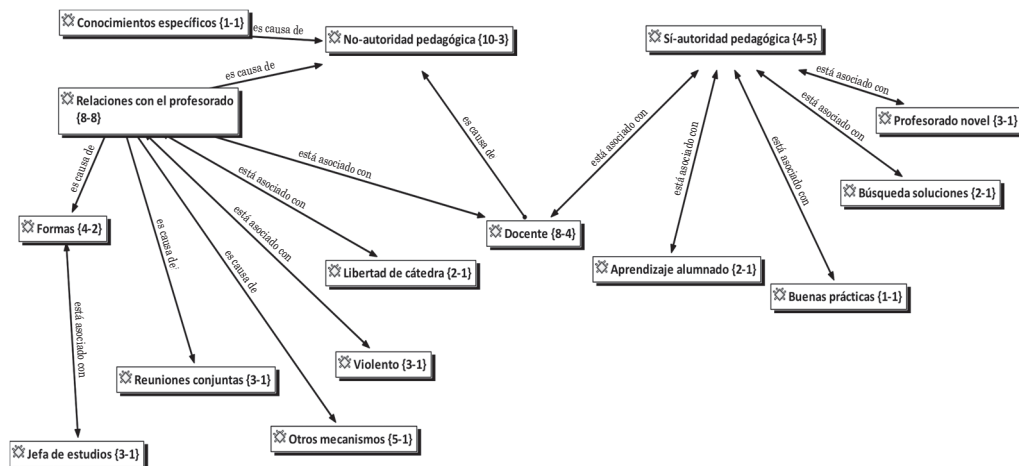 Conocimientos específicos {1-1}
es causa de
No-autoridad pedagógica {10-3}
Sí-autoridad pedagógica {4-5}
es causa de
está asociado con
Relaciones con el profesorado
{8-8}
Profesorado novel {3-1}
es causa de
está asociado con
está asociado con
está asociado con
está asociado con
es causa de
está asociado con
Búsqueda soluciones {2-1}
está asociado con
Formas {4-2}
es causa de
está asociado con
es causa de
Docente {8-4}
Libertad de cátedra {2-1}
Aprendizaje alumnado {2-1}
Buenas prácticas {1-1}
está asociado con
Violento {3-1}
Reuniones conjuntas {3-1}
Otros mecanismos {5-1}
Jefa de estudios {3-1}